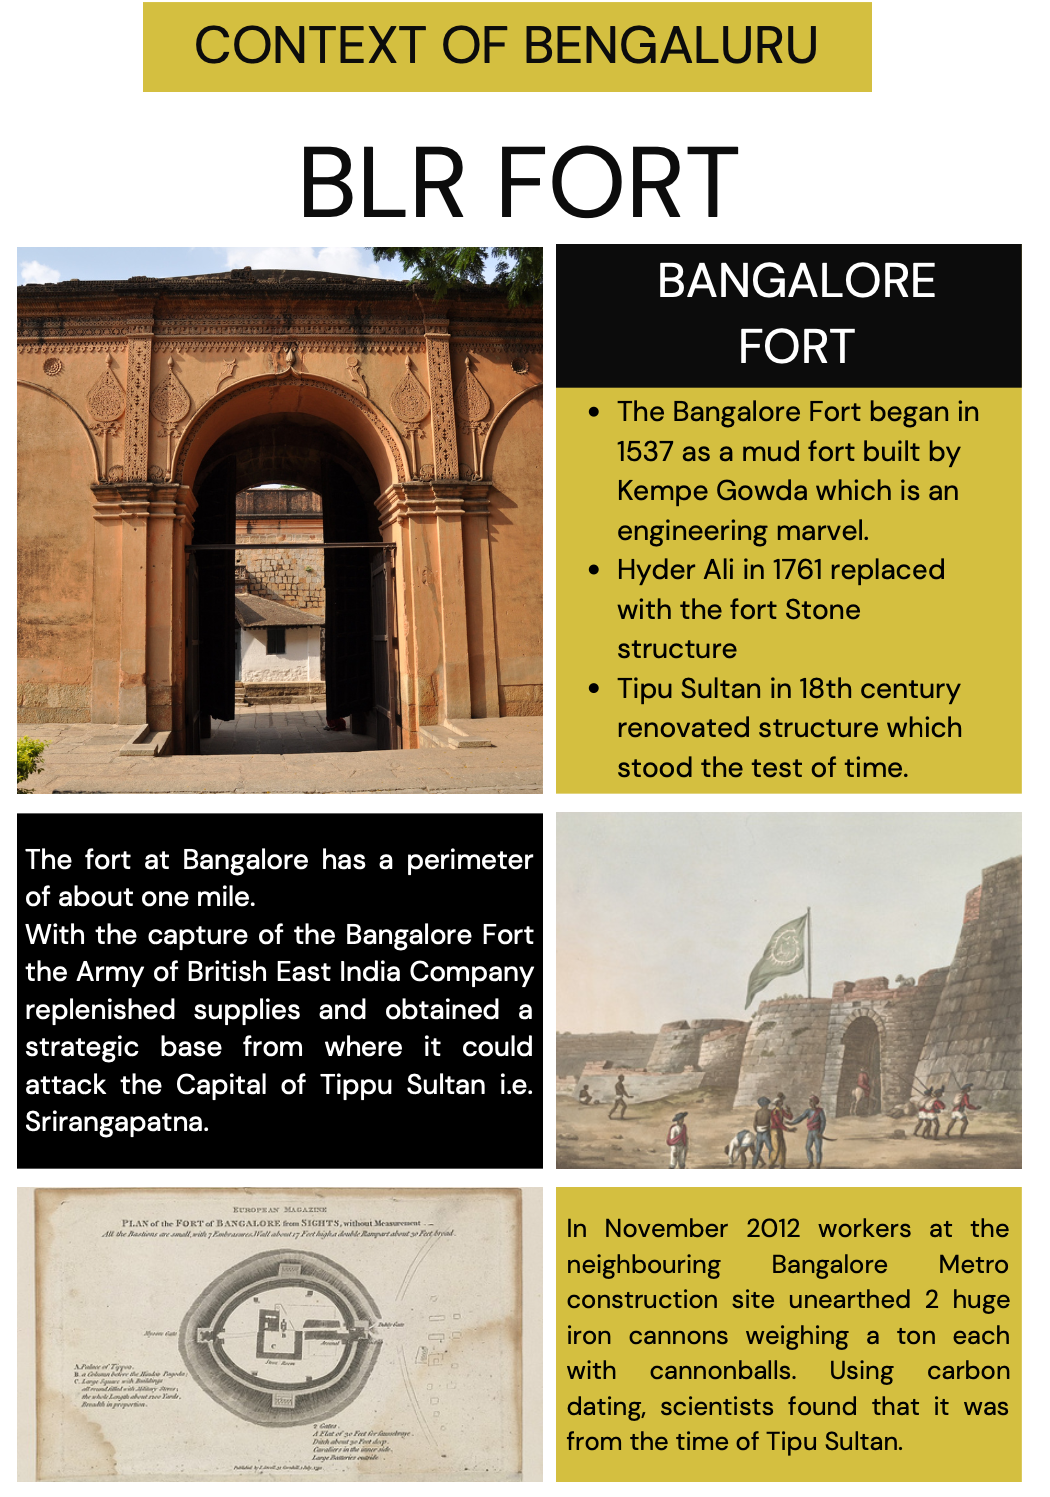 CONTEXT OF BENGALURU
BLR FORT
BANGALORE
FORT
• The Bangalore Fort began in
1537 as a mud fort built by
Kempe Gowda which is an
engineering marvel.
• Hyder Ali in 1761 replaced
with the fort Stone
structure
• Tipu Sultan in 18th century
renovated structure which
stood the test of time.
The fort at Bangalore has a perimeter
of about one mile.
With the capture of the Bangalore Fort
the Army of British East India Company
replenished supplies and obtained a
strategic base from where it could
attack the Capital of Tippu Sultan i.e.
Srirangapatna.
EUROPEAN MAGAZINE
PLAN of the FORT of BANGALORE from SIGHTS, without Measurement
All the Bastions are small, with 7 Embrasures. Wall about 17 Feet high, a double Rampart about 30 Feet broad.
Mysore Gate
A. Palace of Tippoo.
B. a Column before the Hindoo Pagoda;
C. Large Square with Buildings
all round filled with Military Stores;
the whole Length about 1100 Yards,
Breadth in proportion.
Store Room
Arsenal
2 Gates.
A Flat of 30 Feet for
Ditch about 30 Feet deep.
Cavaliers in the inner side.
Large Batteries outside.
In November 2012 workers at the
neighbouring Bangalore Metro
construction site unearthed 2 huge
iron cannons weighing a ton each
with cannonballs. Using carbon
dating, scientists found that it was
from the time of Tipu Sultan.